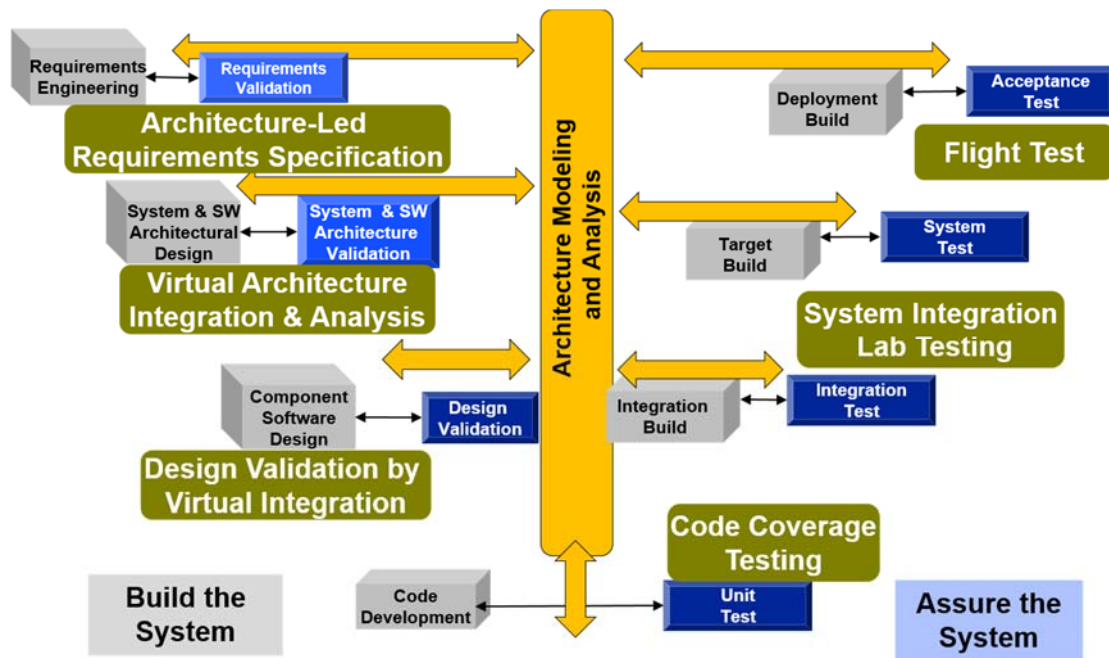 Requirements
Engineering
Requirements
Validation
Architecture-Led
Requirements Specification
System & SW
Architectural
Design
System & SW
Architecture
Validation
Virtual Architecture
Integration & Analysis
Component
Software
Design
Design
Validation
Design Validation by
Virtual Integration
Code
Development
Build the
System
Architecture Modeling
and Analysis
Deployment
Build
Acceptance
Test
Flight Test
Target
Build
System
Test
System Integration
Lab Testing
Integration
Build
Integration
Test
Code Coverage
Testing
Unit
Test
Assure the
System